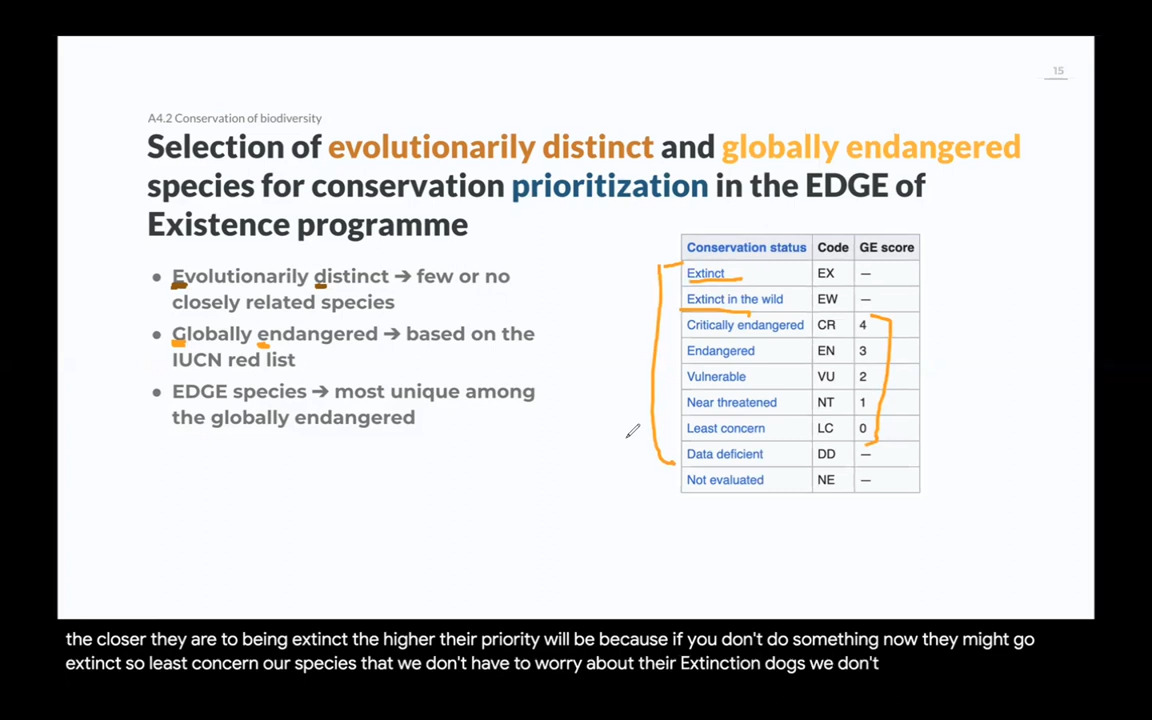 15
A4.2 Conservation of biodiversity
Selection of evolutionarily distinct and globally endangered
species for conservation prioritization in the EDGE of
Existence programme
• Evolutionarily distinct → few or no
closely related species
• Globally endangered → based on the
IUCN red list
• EDGE species → most unique among
the globally endangered
Conservation status Code GE score
Extinct EX —
Extinct in the wild EW —
Critically endangered CR 4
Endangered EN 3
Vulnerable VU 2
Near threatened NT 1
Least concern LC 0
Data deficient DD —
Not evaluated NE —
the closer they are to being extinct the higher their priority will be because if you don't do something now they might go
extinct so least concern our species that we don't have to worry about their Extinction dogs we don't